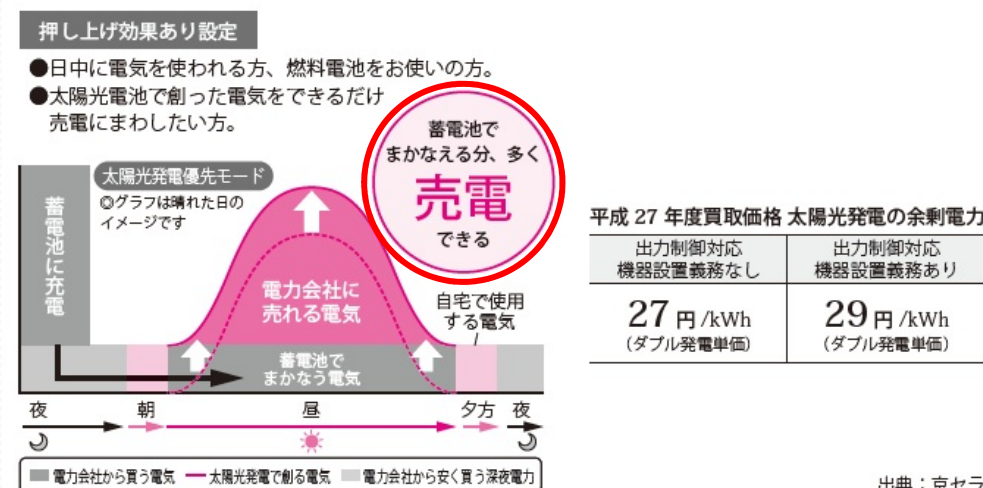 押し上げ効果あり設定
●日中に電気を使われる方、燃料電池をお使いの方。
●太陽光電池で創った電気をできるだけ
売電にまわしたい方。
蓄電池で
まかなえる分、多く
売電
できる
太陽光発電優先モード
◎グラフは晴れた日の
イメージです
蓄電池に充電
電力会社に
売れる電気
自宅で使用
する電気
蓄電池で
まかなう電気
夜 朝 昼 夕方 夜
電力会社から買う電気 太陽光発電で創る電気 電力会社から安く買う深夜電力
平成 27 年度買取価格 太陽光発電の余剰電力
出力制御対応 出力制御対応
機器設置義務なし 機器設置義務あり
27 円 /kWh 29 円 /kWh
(ダブル発電単価) (ダブル発電単価)
出典：京セラ